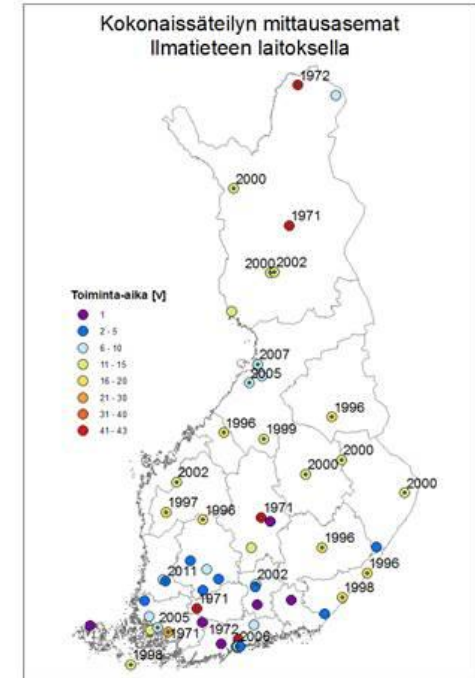 Kokonaissäteilyn mittausasemat
Ilmatieteen laitoksella
1972
2000
1971
2000 2002
Toiminta-aika [v]
1
2 - 5
6 - 10
11 - 15
16 - 20
21 - 30
31 - 40
41 - 43
2007
2005
1996
1996
1999
2000
2000
2002
2000
1997
1996
1971
1996
2011
2002
1996
1971
1998
2005
1971
1972
2006
1998